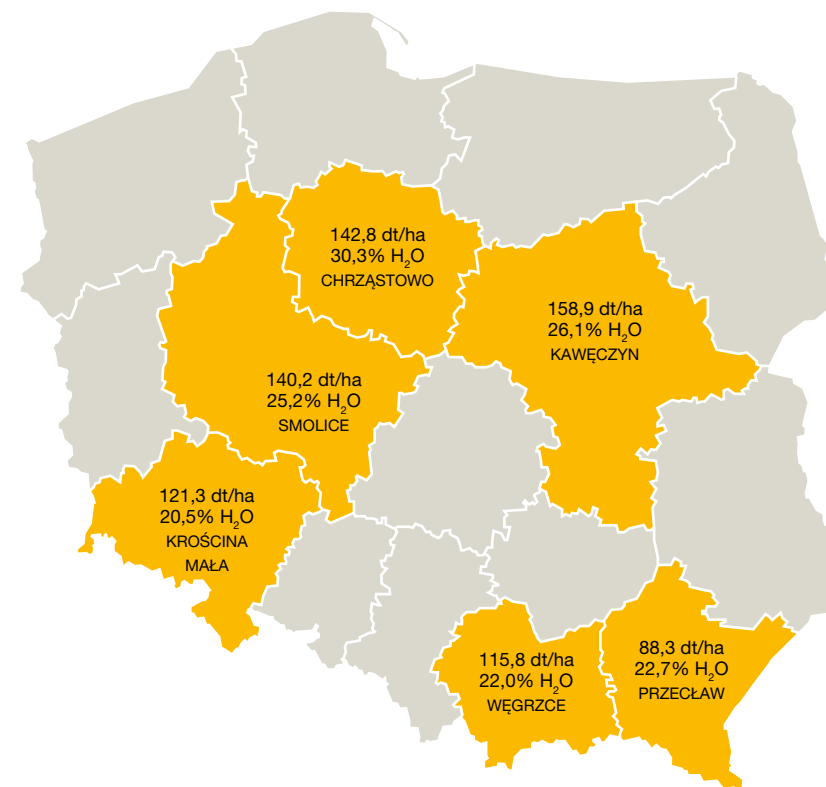 142,8 dt/ha
30,3% H₂O
CHRZĄSTOWO
158,9 dt/ha
26,1% H₂O
KAWĘCZYN
140,2 dt/ha
25,2% H₂O
SMOLICE
121,3 dt/ha
20,5% H₂O
KROŚCINA
MAŁA
115,8 dt/ha
22,0% H₂O
WĘGRZCE
88,3 dt/ha
22,7% H₂O
PRZECŁAW